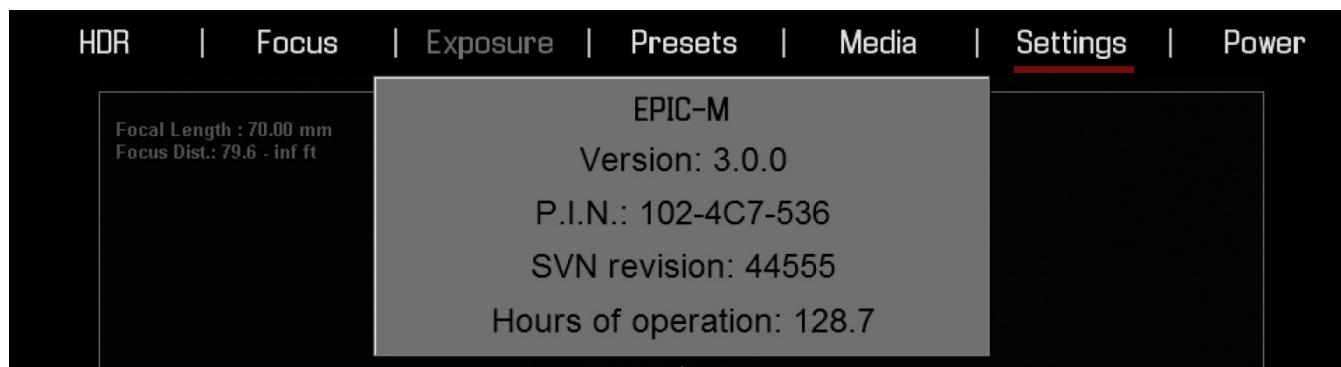 HDR | Focus | Exposure | Presets | Media | Settings | Power
Focal Length : 70.00 mm
Focus Dist.: 79.6 - inf ft
EPIC-M
Version: 3.0.0
P.I.N.: 102-4C7-536
SVN revision: 44555
Hours of operation: 128.7